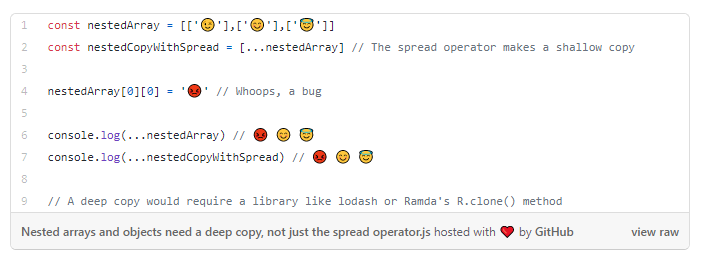 1 const nestedArray = [['😉'],['😊'],['😇']]
2 const nestedCopyWithSpread = [...nestedArray] // The spread operator makes a shallow copy
3
4 nestedArray[0][0] = '😡' // Whoops, a bug
5
6 console.log(...nestedArray) // 😡 😊 😇
7 console.log(...nestedCopyWithSpread) // 😡 😊 😇
8
9 // A deep copy would require a library like lodash or Ramda's R.clone() method
Nested arrays and objects need a deep copy, not just the spread operator.js hosted with ❤ by GitHub view raw